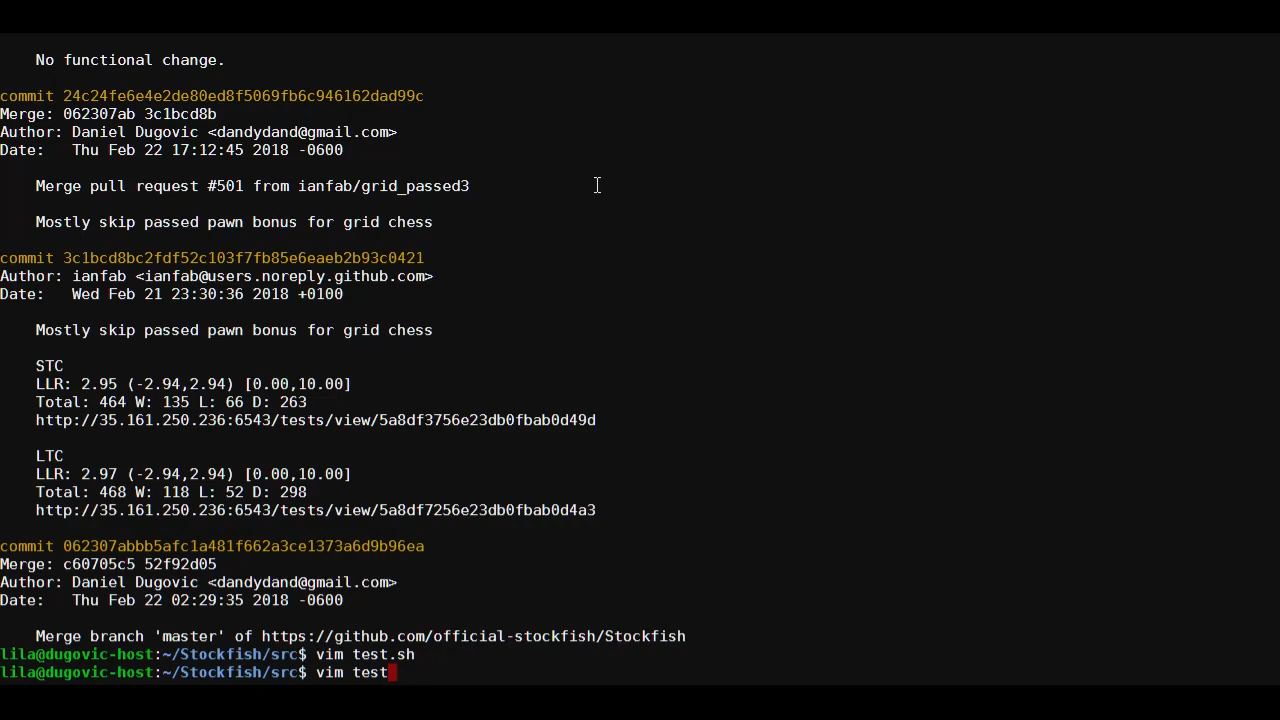 No functional change.
commit 24c24fe6e4e2de80ed8f5069fb6c946162dad99c
Merge: 062307ab 3c1bcd8b
Author: Daniel Dugovic <dandydand@gmail.com>
Date:   Thu Feb 22 17:12:45 2018 -0600
Merge pull request #501 from ianfab/grid_passed3
Mostly skip passed pawn bonus for grid chess
commit 3c1bcd8bc2fdf52c103f7fb85e6eaeb2b93c0421
Author: ianfab <ianfab@users.noreply.github.com>
Date:   Wed Feb 21 23:30:36 2018 +0100
Mostly skip passed pawn bonus for grid chess
STC
LLR: 2.95 (-2.94,2.94) [0.00,10.00]
Total: 464 W: 135 L: 66 D: 263
http://35.161.250.236:6543/tests/view/5a8df3756e23db0fbab0d49d
LTC
LLR: 2.97 (-2.94,2.94) [0.00,10.00]
Total: 468 W: 118 L: 52 D: 298
http://35.161.250.236:6543/tests/view/5a8df7256e23db0fbab0d4a3
commit 062307abbb5afc1a481f662a3ce1373a6d9b96ea
Merge: c60705c5 52f92d05
Author: Daniel Dugovic <dandydand@gmail.com>
Date:   Thu Feb 22 02:29:35 2018 -0600
Merge branch 'master' of https://github.com/official-stockfish/Stockfish
lila@dugovic-host:~/Stockfish/src$ vim test.sh
lila@dugovic-host:~/Stockfish/src$ vim test